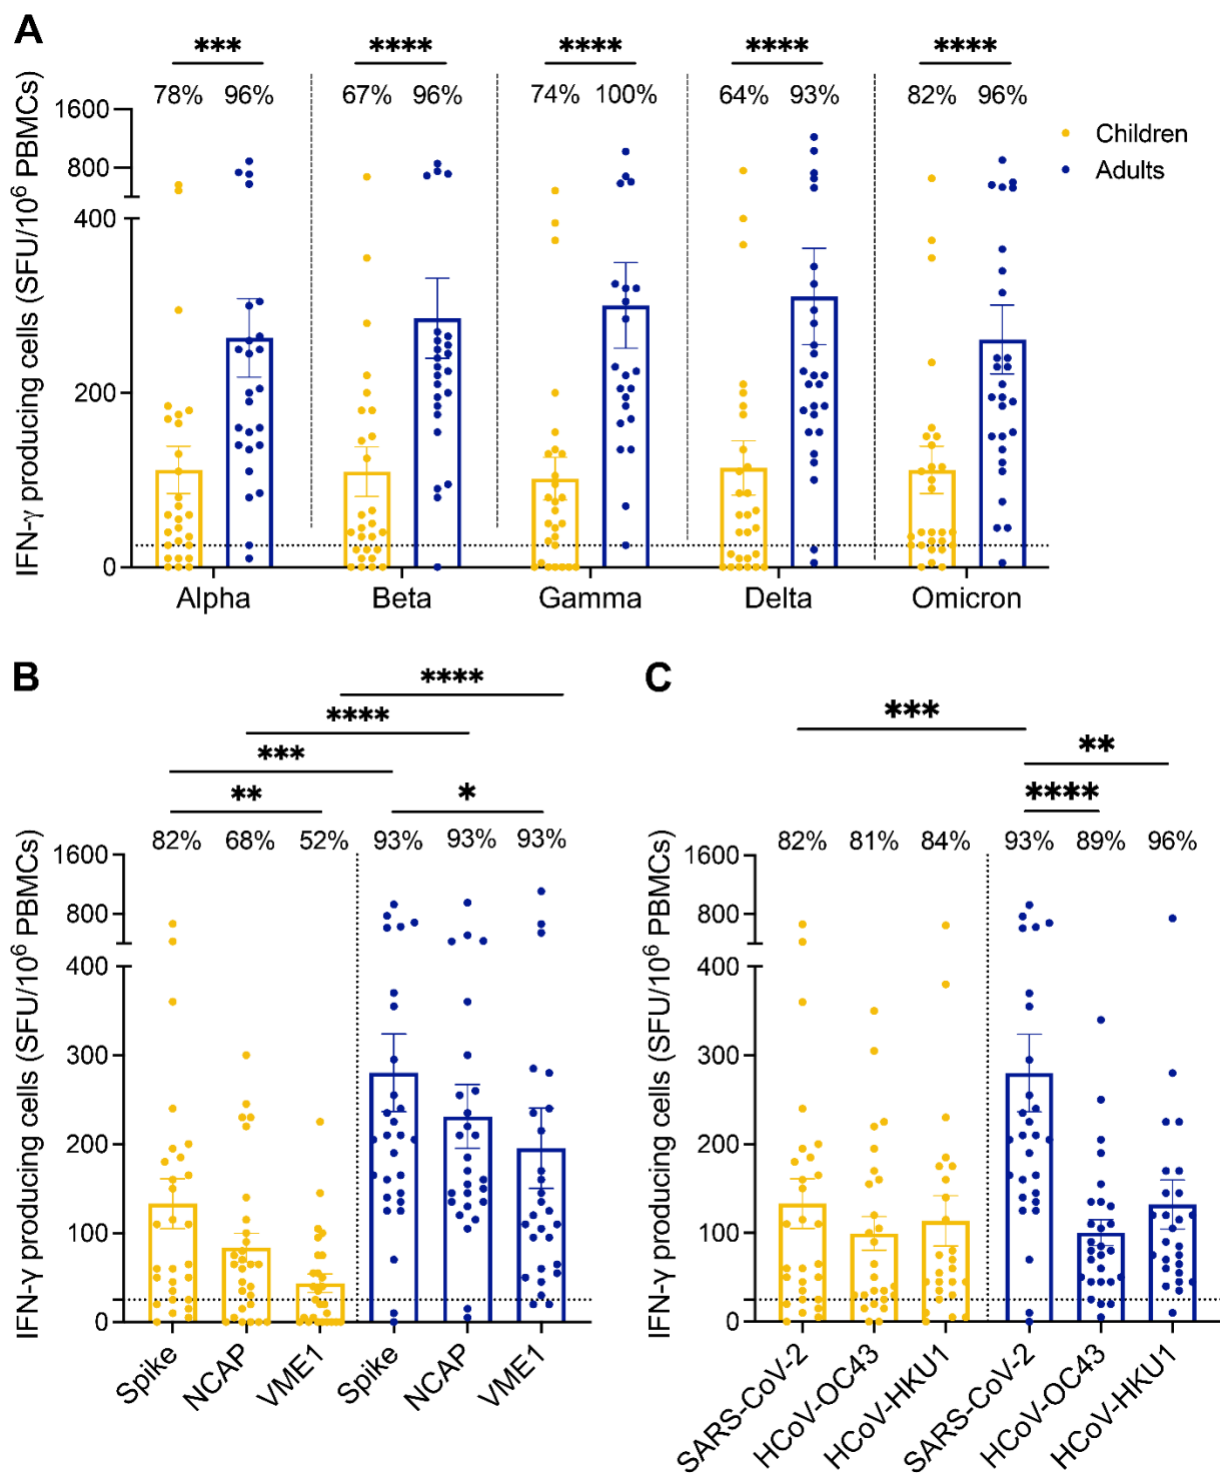 A
*** **** **** **** ****
78% 96% 67% 96% 74% 100% 64% 93% 82% 96%
IFN-γ producing cells (SFU/10⁶ PBMCs)
1600
800
400
200
0
Children
Adults
Alpha Beta Gamma Delta Omicron
B
****
****
***
** *
82% 68% 52% 93% 93% 93%
IFN-γ producing cells (SFU/10⁶ PBMCs)
1600
800
400
300
200
100
0
Spike NCAP VME1 Spike NCAP VME1
C
***
**
****
82% 81% 84% 93% 89% 96%
IFN-γ producing cells (SFU/10⁶ PBMCs)
1600
800
400
300
200
100
0
SARS-CoV-2 HCoV-OC43 HCoV-HKU1 SARS-CoV-2 HCoV-OC43 HCoV-HKU1